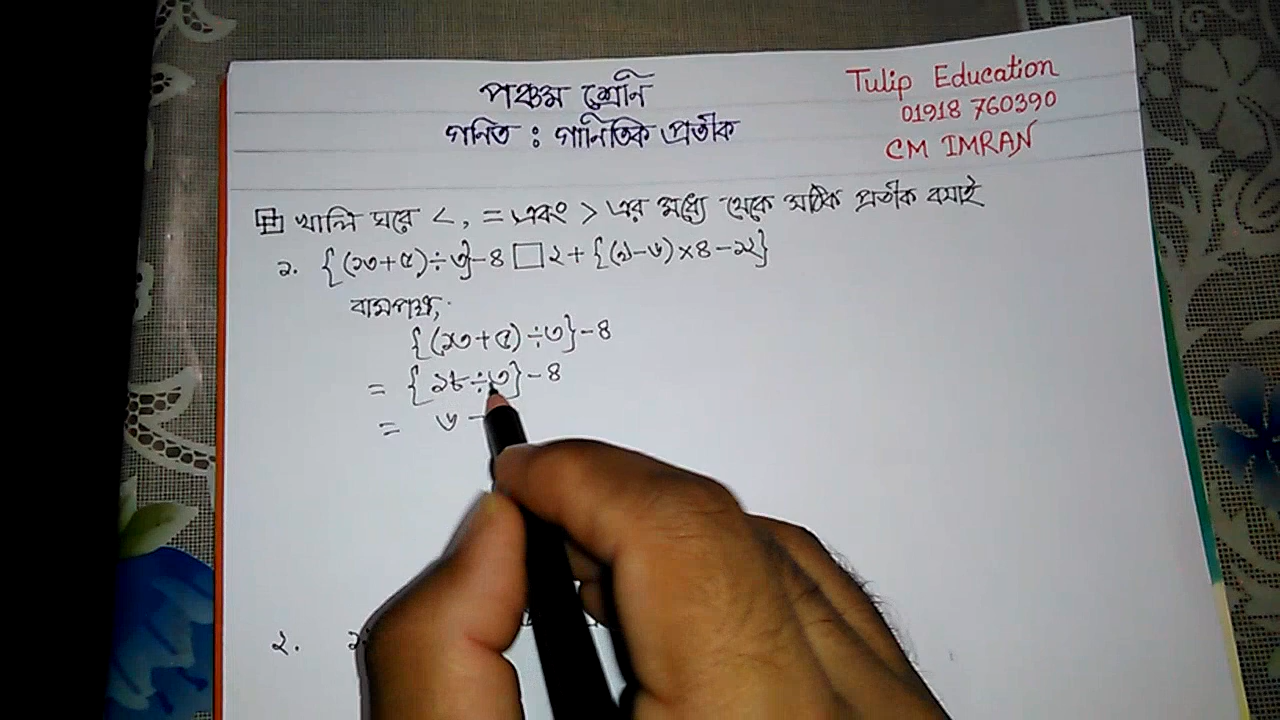 পঞ্চম শ্রেনি
গনিত : গানিতিক প্রতীক
Tulip Education
01918 760390
CM IMRAN
খালি ঘরে <, = এবং > এর মধ্যে থেকে সঠিক প্রতীক বসাই
১. {(১৩+৫)÷৩}-৪ □ ২+{(৯-৬)×৪-১২}
বামপক্ষ,
{(১৩+৫)÷৩}-৪
= {১৮÷৩}-৪
= ৬ -
২.